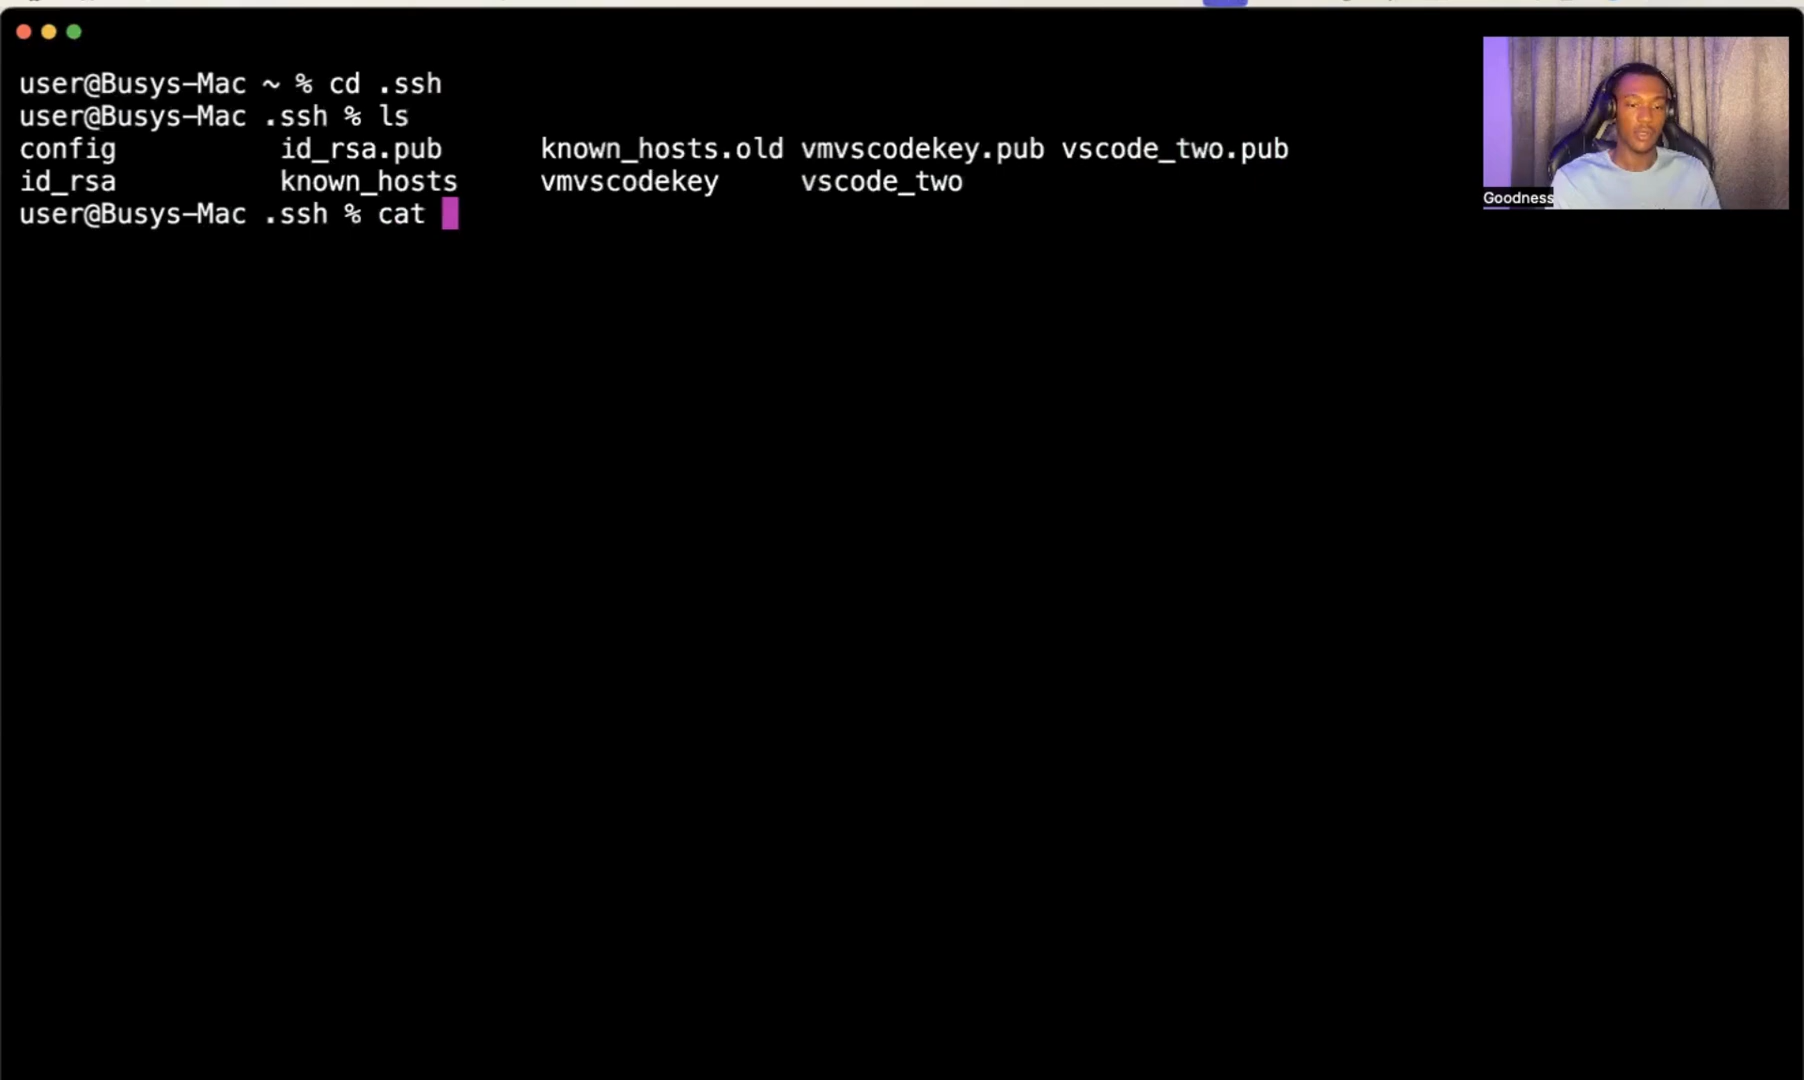 user@Busys-Mac ~ % cd .ssh
user@Busys-Mac .ssh % ls
config id_rsa.pub known_hosts.old vmvscodekey.pub vscode_two.pub
id_rsa known_hosts vmvscodekey vscode_two
user@Busys-Mac .ssh % cat
Goodness